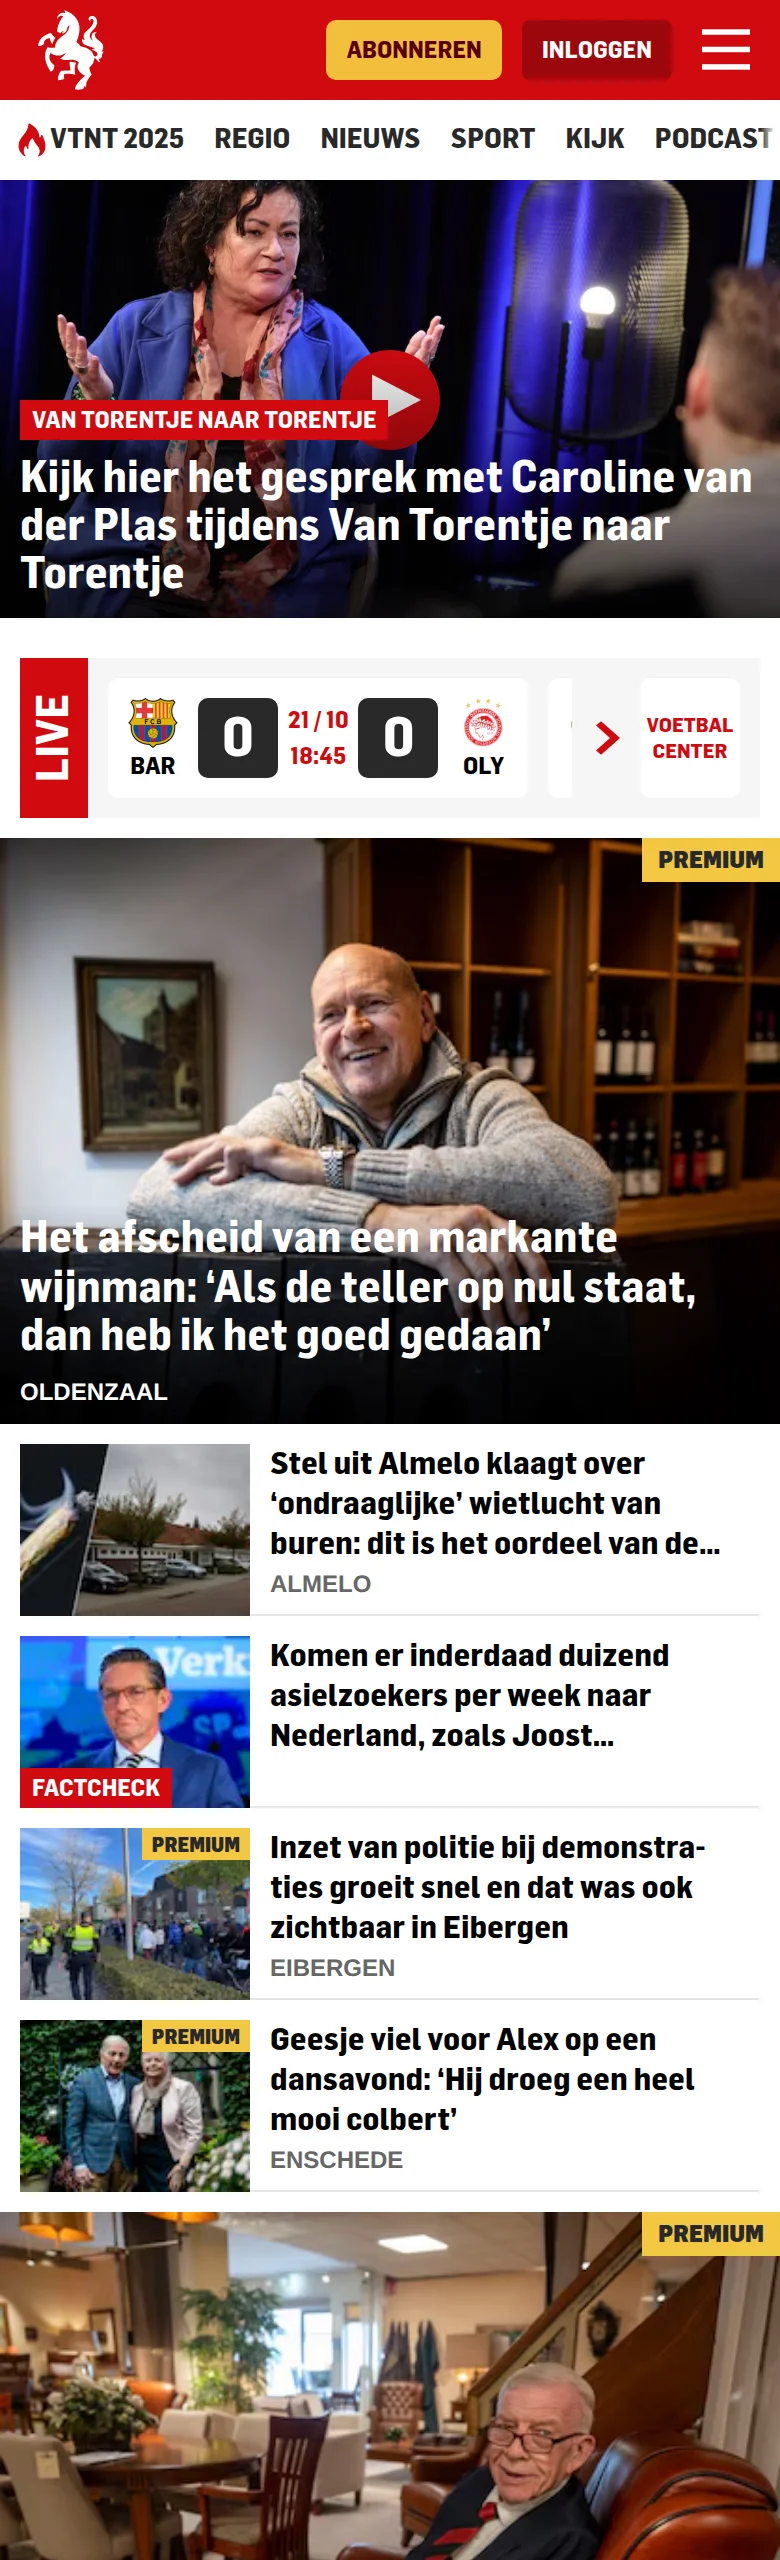 ABONNEREN
INLOGGEN
VTNT 2025 REGIO NIEUWS SPORT KIJK PODCAST
VAN TORENTJE NAAR TORENTJE
Kijk hier het gesprek met Caroline van
der Plas tijdens Van Torentje naar
Torentje
LIVE
FCB
BAR
0
21 / 10
18:45
0
OLY
VOETBAL
CENTER
PREMIUM
Het afscheid van een markante
wijnman: ‘Als de teller op nul staat,
dan heb ik het goed gedaan’
OLDENZAAL
Stel uit Almelo klaagt over
‘ondraaglijke’ wietlucht van
buren: dit is het oordeel van de...
ALMELO
Verk
SP
FACTCHECK
Komen er inderdaad duizend
asielzoekers per week naar
Nederland, zoals Joost...
PREMIUM
Inzet van politie bij demonstra-
ties groeit snel en dat was ook
zichtbaar in Eibergen
EIBERGEN
PREMIUM
Geesje viel voor Alex op een
dansavond: ‘Hij droeg een heel
mooi colbert’
ENSCHEDE
PREMIUM